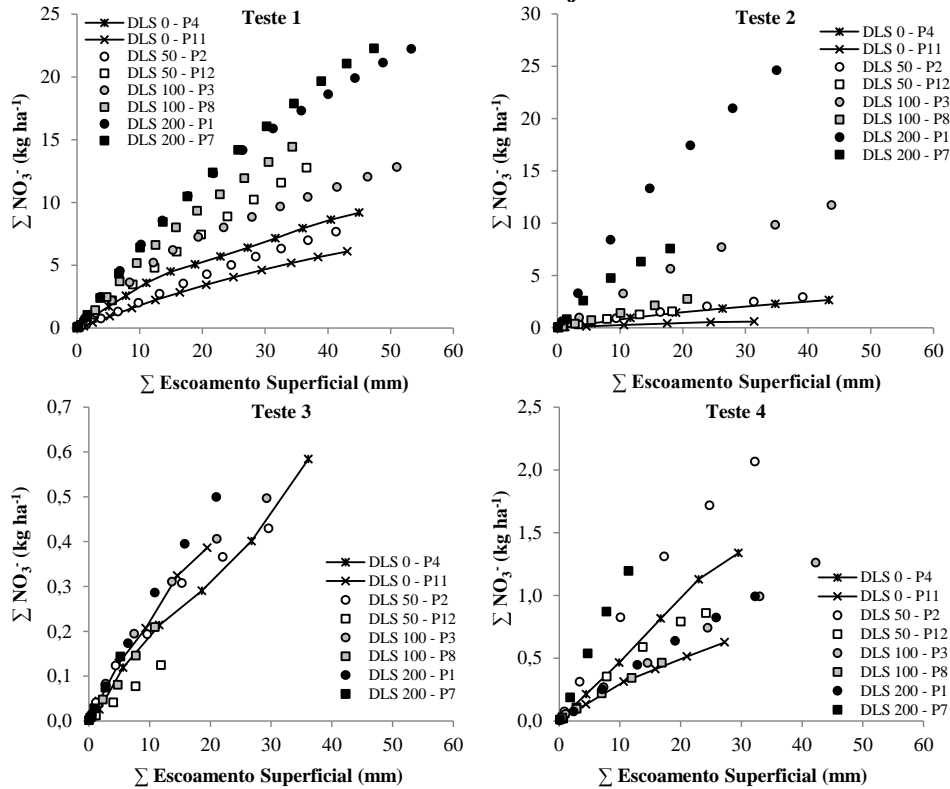 Teste 1
∑ NO₃⁻ (kg ha⁻¹)
25
20
15
10
5
0
DLS 0 - P4
DLS 0 - P11
DLS 50 - P2
DLS 50 - P12
DLS 100 - P3
DLS 100 - P8
DLS 200 - P1
DLS 200 - P7
0 10 20 30 40 50 60
∑ Escoamento Superficial (mm)
Teste 2
∑ NO₃⁻ (kg ha⁻¹)
30
25
20
15
10
5
0
DLS 0 - P4
DLS 0 - P11
DLS 50 - P2
DLS 50 - P12
DLS 100 - P3
DLS 100 - P8
DLS 200 - P1
DLS 200 - P7
0 10 20 30 40 50 60
∑ Escoamento Superficial (mm)
Teste 3
∑ NO₃⁻ (kg ha⁻¹)
0,7
0,6
0,5
0,4
0,3
0,2
0,1
0,0
DLS 0 - P4
DLS 0 - P11
DLS 50 - P2
DLS 50 - P12
DLS 100 - P3
DLS 100 - P8
DLS 200 - P1
DLS 200 - P7
0 10 20 30 40 50 60
∑ Escoamento Superficial (mm)
Teste 4
∑ NO₃⁻ (kg ha⁻¹)
2,5
2,0
1,5
1,0
0,5
0,0
DLS 0 - P4
DLS 0 - P11
DLS 50 - P2
DLS 50 - P12
DLS 100 - P3
DLS 100 - P8
DLS 200 - P1
DLS 200 - P7
0 10 20 30 40 50 60
∑ Escoamento Superficial (mm)